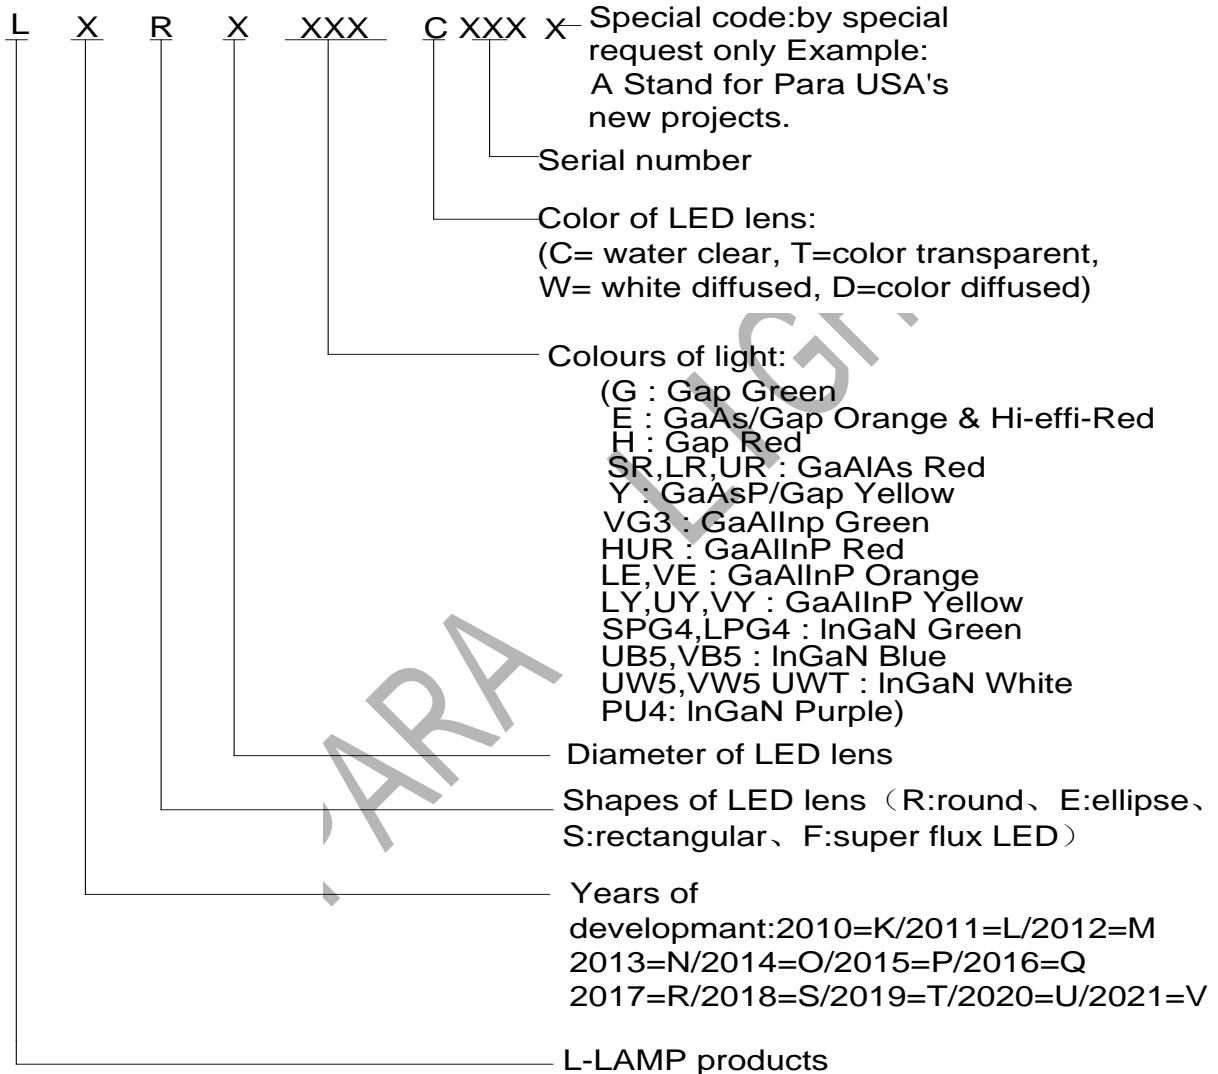 L X R X XXX C XXX X
Special code:by special
request only Example:
A Stand for Para USA's
new projects.
Serial number
Color of LED lens:
(C= water clear, T=color transparent,
W= white diffused, D=color diffused)
Colours of light:
(G : Gap Green
E : GaAs/Gap Orange & Hi-effi-Red
H : Gap Red
SR,LR,UR : GaAlAs Red
Y : GaAsP/Gap Yellow
VG3 : GaAlInp Green
HUR : GaAlInP Red
LE,VE : GaAlInP Orange
LY,UY,VY : GaAlInP Yellow
SPG4,LPG4 : InGaN Green
UB5,VB5 : InGaN Blue
UW5,VW5 UWT : InGaN White
PU4: InGaN Purple)
Diameter of LED lens
Shapes of LED lens（R:round、E:ellipse、
S:rectangular、F:super flux LED）
Years of
developmant:2010=K/2011=L/2012=M
2013=N/2014=O/2015=P/2016=Q
2017=R/2018=S/2019=T/2020=U/2021=V
L-LAMP products
PARA LIGH